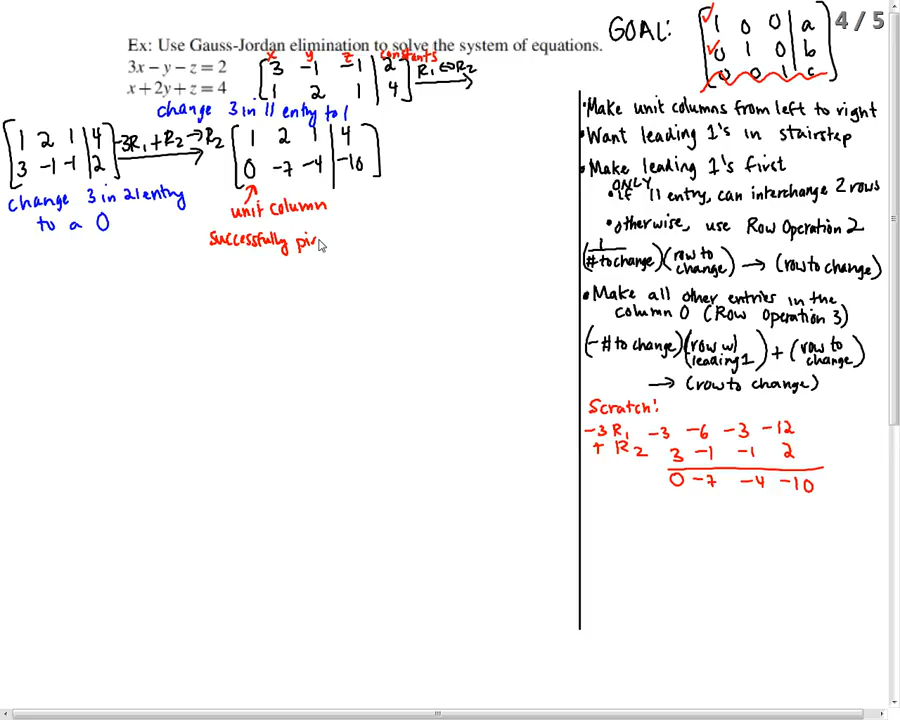 4 / 5
Ex: Use Gauss-Jordan elimination to solve the system of equations.
3x − y − z = 2
x + 2y + z = 4
x y z constants
3 −1 −1 | 2
1 2 1 | 4
R1 ⇔ R2
change 3 in 11 entry to 1
1 2 1 | 4
3 −1 −1 | 2
−3R1 + R2 → R2
1 2 1 | 4
0 −7 −4 | −10
change 3 in 21 entry
to a 0
unit column
Successfully piv
GOAL:
1 0 0 | a
0 1 0 | b
0 0 1 | c
•Make unit columns from left to right
•Want leading 1's in stairstep
•Make leading 1's first
ONLY
•if 11 entry, can interchange 2 rows
•otherwise, use Row Operation 2
(1/# to change)(row to change) → (row to change)
•Make all other entries in the
column 0 (Row Operation 3)
(−# to change)(row w/ leading 1) + (row to change)
→ (row to change)
Scratch:
−3 R1 −3 −6 −3 −12
+ R2 3 −1 −1 2
0 −7 −4 −10